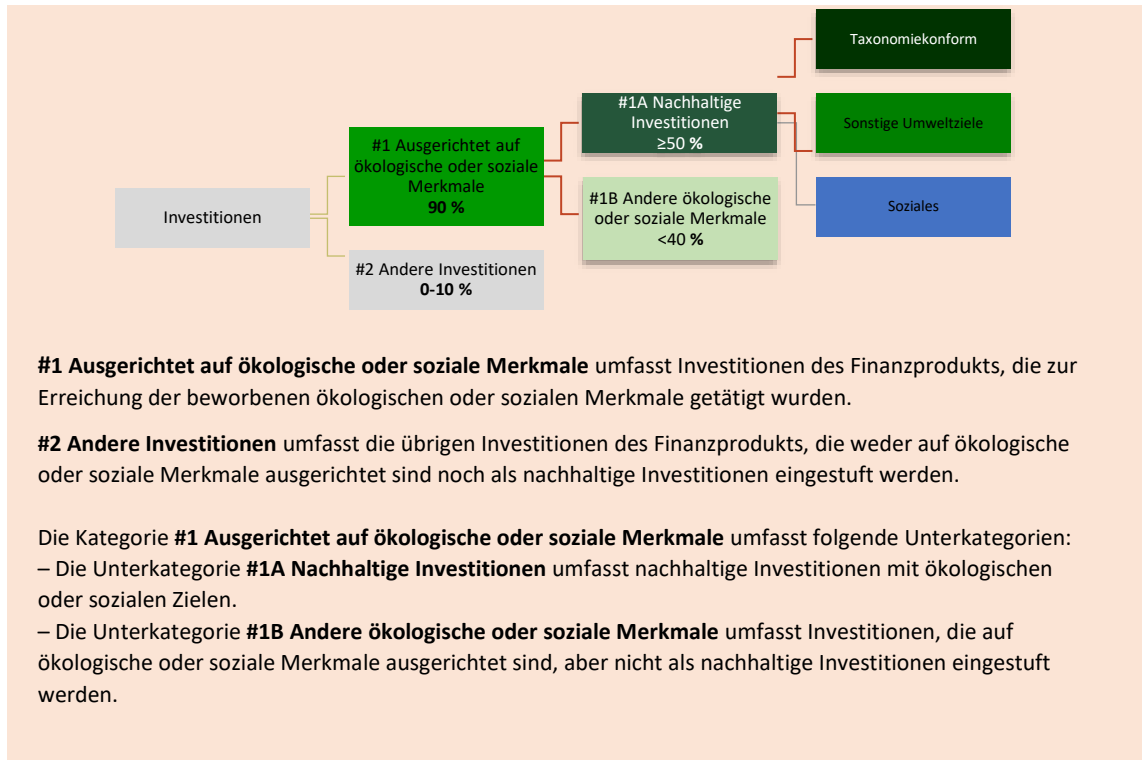 Taxonomiekonform
#1A Nachhaltige
Investitionen
≥50 %
Sonstige Umweltziele
#1 Ausgerichtet auf
ökologische oder soziale
Merkmale
90 %
#1B Andere ökologische
oder soziale Merkmale
<40 %
Soziales
Investitionen
#2 Andere Investitionen
0-10 %
#1 Ausgerichtet auf ökologische oder soziale Merkmale umfasst Investitionen des Finanzprodukts, die zur
Erreichung der beworbenen ökologischen oder sozialen Merkmale getätigt wurden.
#2 Andere Investitionen umfasst die übrigen Investitionen des Finanzprodukts, die weder auf ökologische
oder soziale Merkmale ausgerichtet sind noch als nachhaltige Investitionen eingestuft werden.
Die Kategorie #1 Ausgerichtet auf ökologische oder soziale Merkmale umfasst folgende Unterkategorien:
– Die Unterkategorie #1A Nachhaltige Investitionen umfasst nachhaltige Investitionen mit ökologischen
oder sozialen Zielen.
– Die Unterkategorie #1B Andere ökologische oder soziale Merkmale umfasst Investitionen, die auf
ökologische oder soziale Merkmale ausgerichtet sind, aber nicht als nachhaltige Investitionen eingestuft
werden.